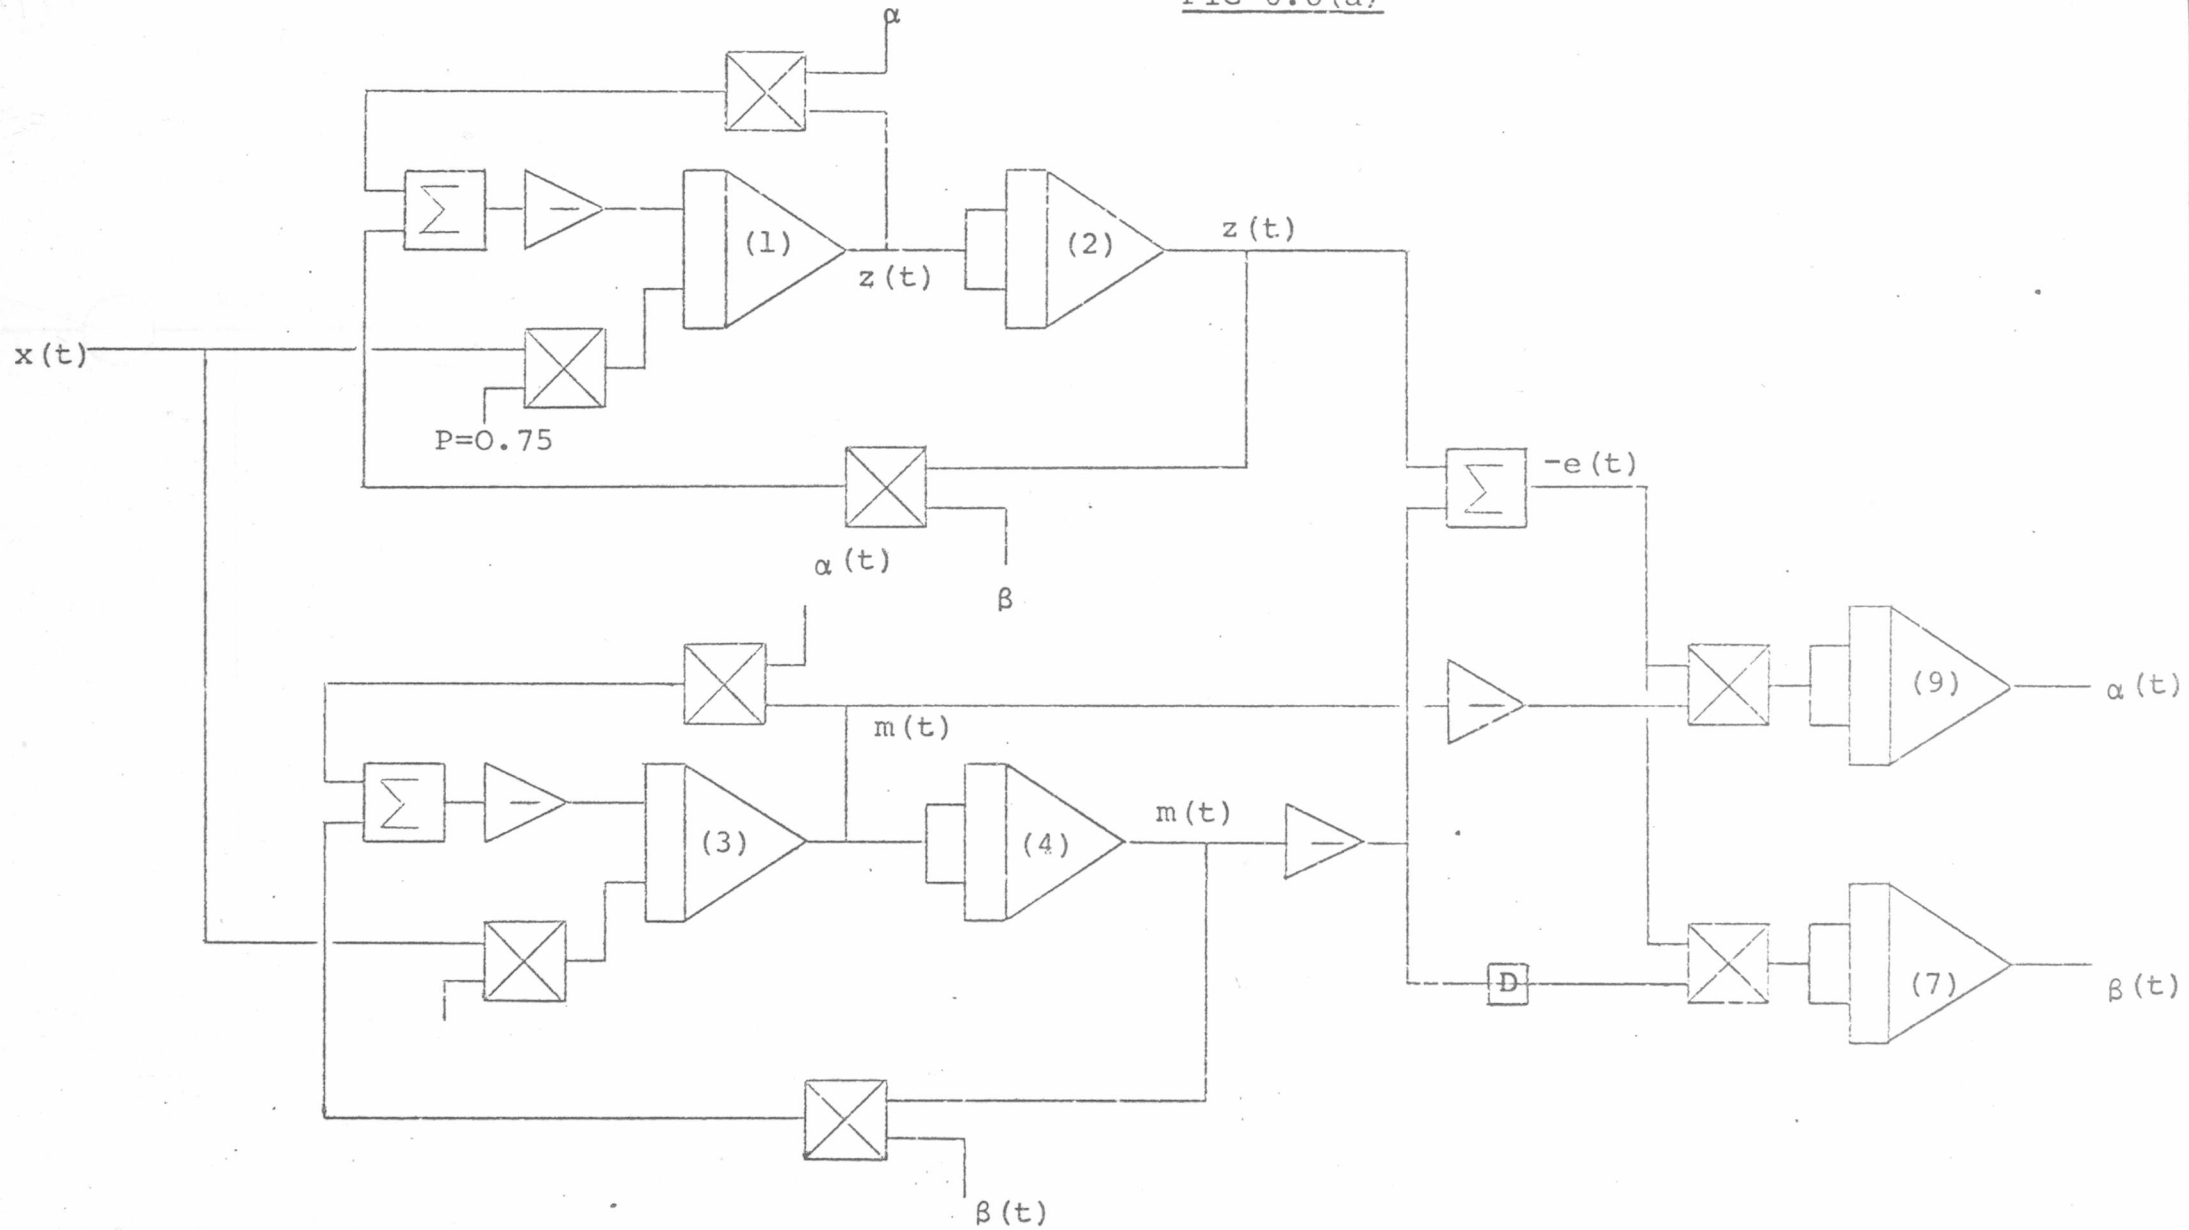 α
Σ
(1)
(2)
z(t)
z(t)
x(t)
P=0.75
Σ
-e(t)
α(t)
β
(9)
α(t)
m(t)
Σ
(3)
(4)
m(t)
D
(7)
β(t)
β(t)